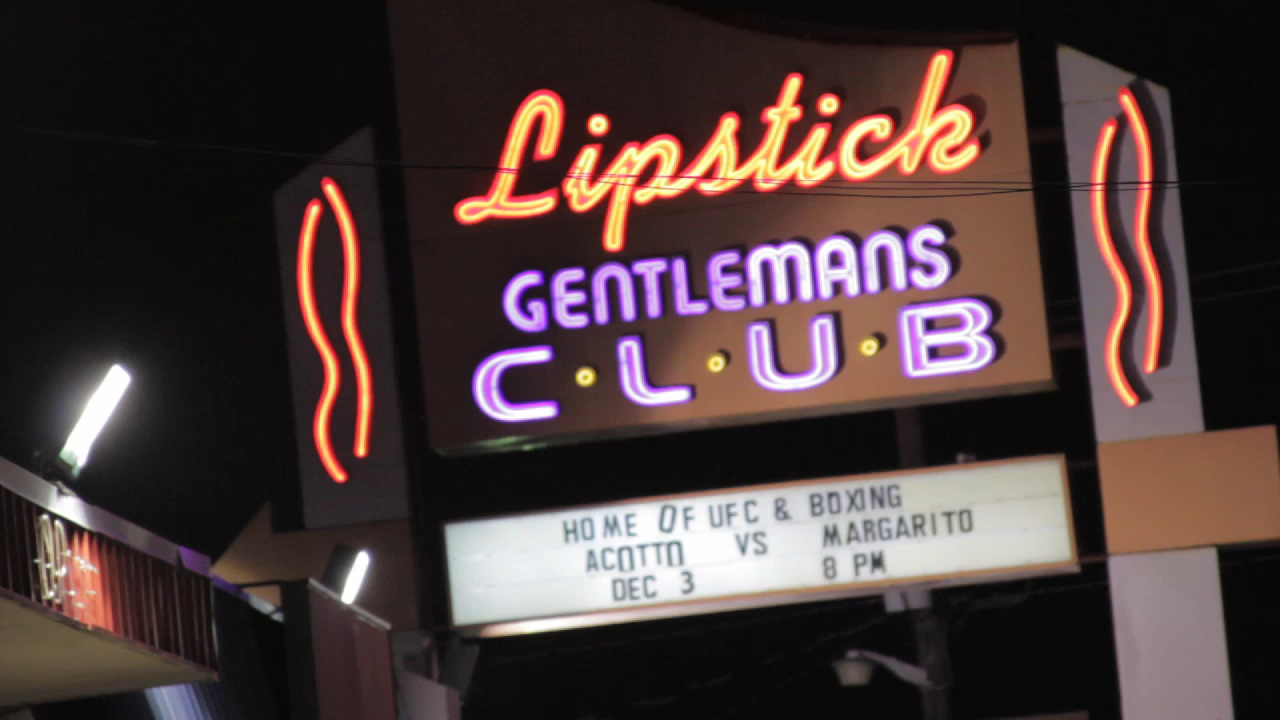 Lipstick
GENTLEMANS
C·L·U·B
HOME OF UFC & BOXING
ACOTTO VS MARGARITO
DEC 3 8 PM